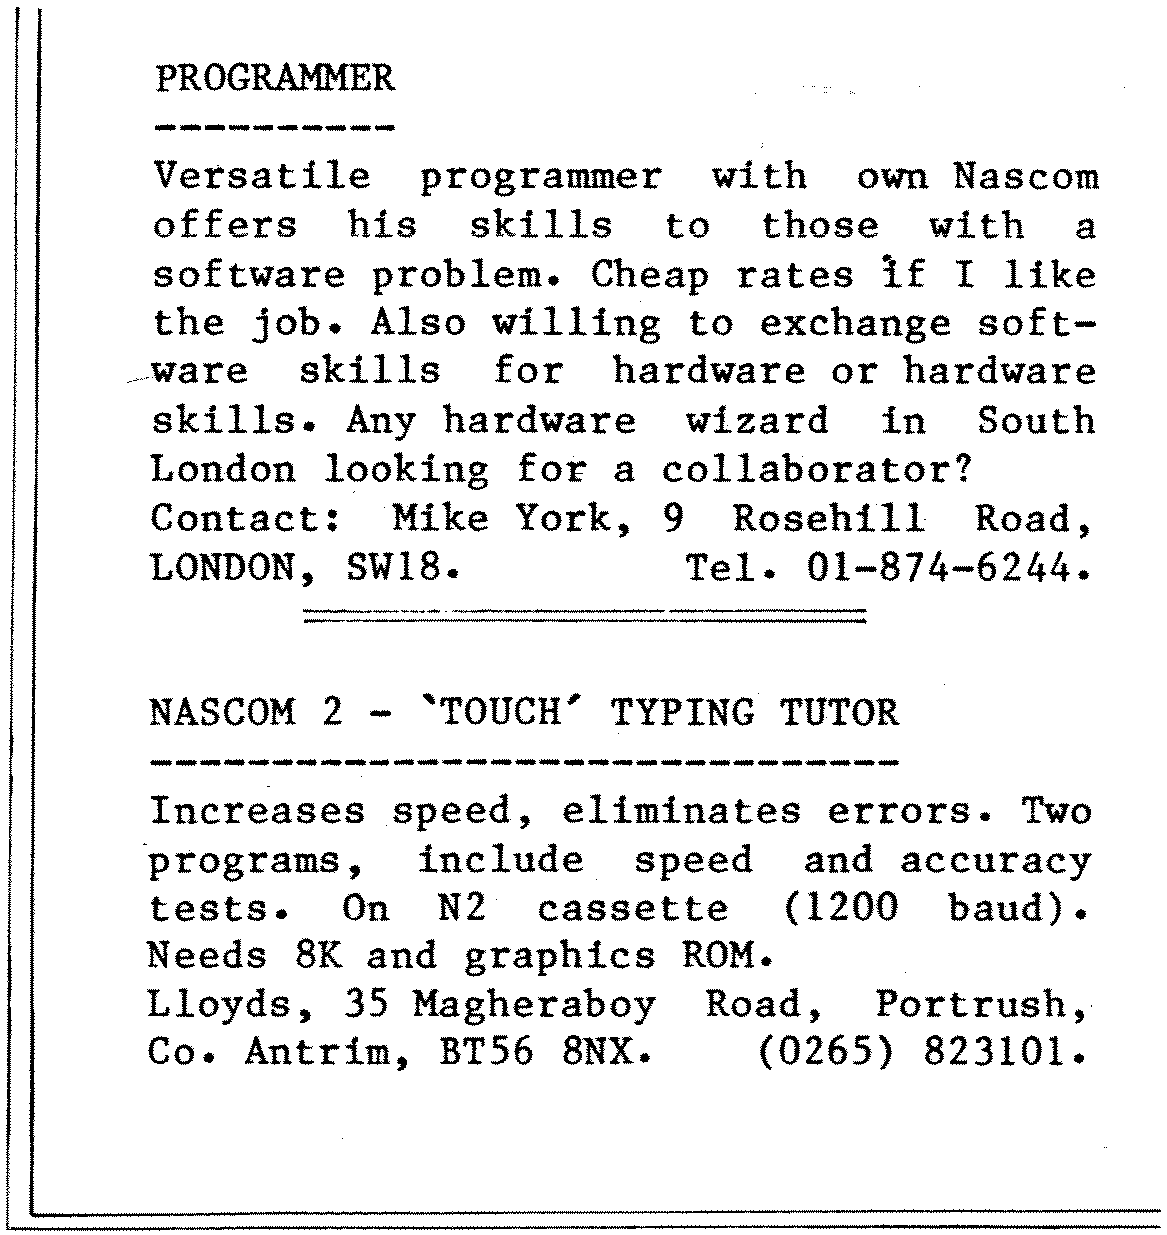 PROGRAMMER
----------
Versatile programmer with own Nascom
offers his skills to those with a
software problem. Cheap rates if I like
the job. Also willing to exchange soft-
ware skills for hardware or hardware
skills. Any hardware wizard in South
London looking for a collaborator?
Contact: Mike York, 9 Rosehill Road,
LONDON, SW18. Tel. 01-874-6244.
NASCOM 2 - `TOUCH´ TYPING TUTOR
-------------------------------
Increases speed, eliminates errors. Two
programs, include speed and accuracy
tests. On N2 cassette (1200 baud).
Needs 8K and graphics ROM.
Lloyds, 35 Magheraboy Road, Portrush,
Co. Antrim, BT56 8NX. (0265) 823101.